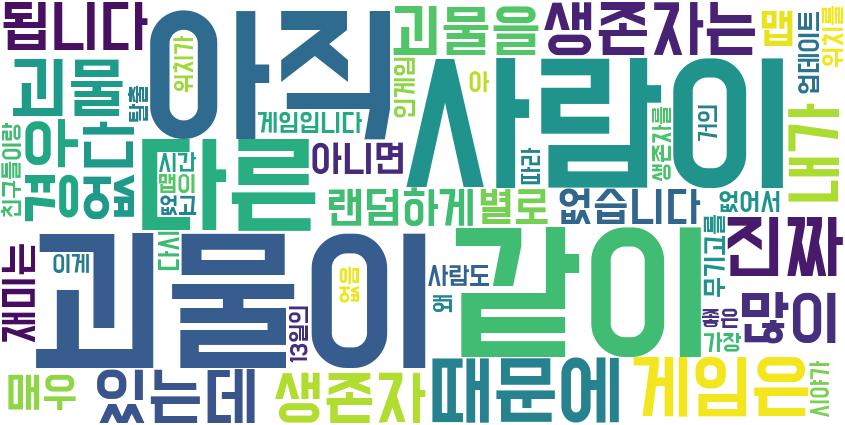 됩니다
아직
위치가
괴물을
생존자는
맵
업데이트
위치를
괴물
탈출
게임입니다
인게임
아
사람이
거의
생존자를
내가
친구들이랑
경우
없다
다른
시간
맵이
없고
아니면
따라
랜덤하게
별로
없습니다
없어서
무기고를
진짜
재미는
이게
다시
괴물이
없음
13일의
같이
사람도
왜
좋은
가장
많이
매우
있는데
생존자
때문에
게임은
시야가